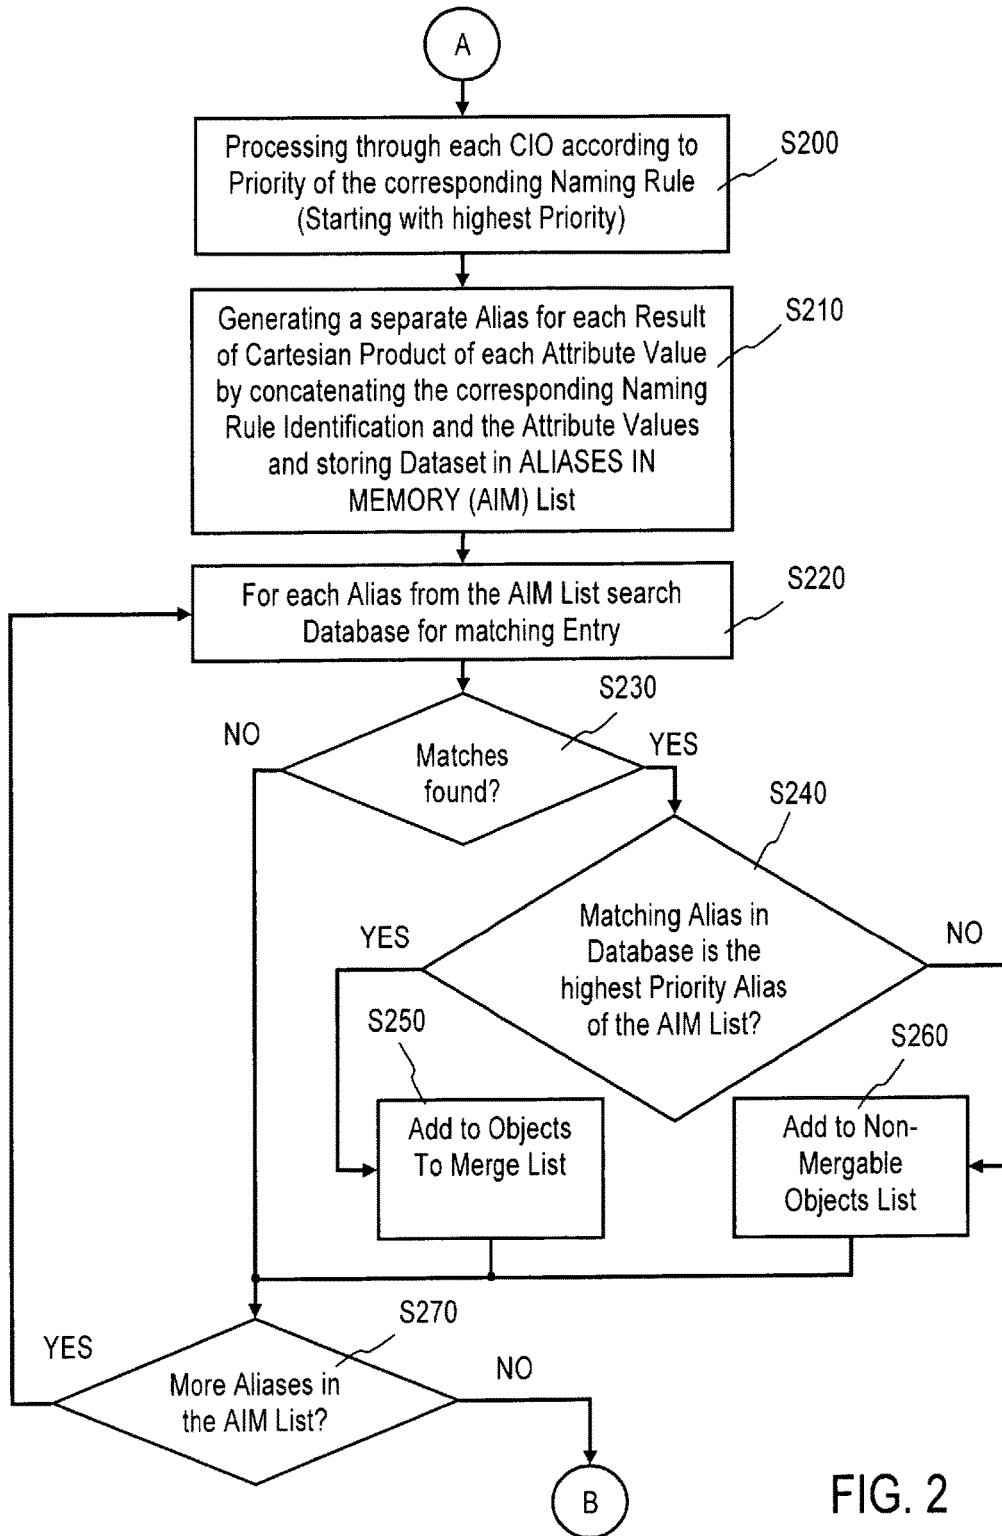 A
Processing through each CIO according to
Priority of the corresponding Naming Rule
(Starting with highest Priority)
S200
Generating a separate Alias for each Result
of Cartesian Product of each Attribute Value
by concatenating the corresponding Naming
Rule Identification and the Attribute Values
and storing Dataset in ALIASES IN
MEMORY (AIM) List
S210
For each Alias from the AIM List search
Database for matching Entry
S220
S230
NO
Matches
found?
YES
S240
Matching Alias in
Database is the
highest Priority Alias
of the AIM List?
YES
NO
S250
Add to Objects
To Merge List
S260
Add to Non-
Mergable
Objects List
S270
YES
More Aliases in
the AIM List?
NO
B
FIG. 2